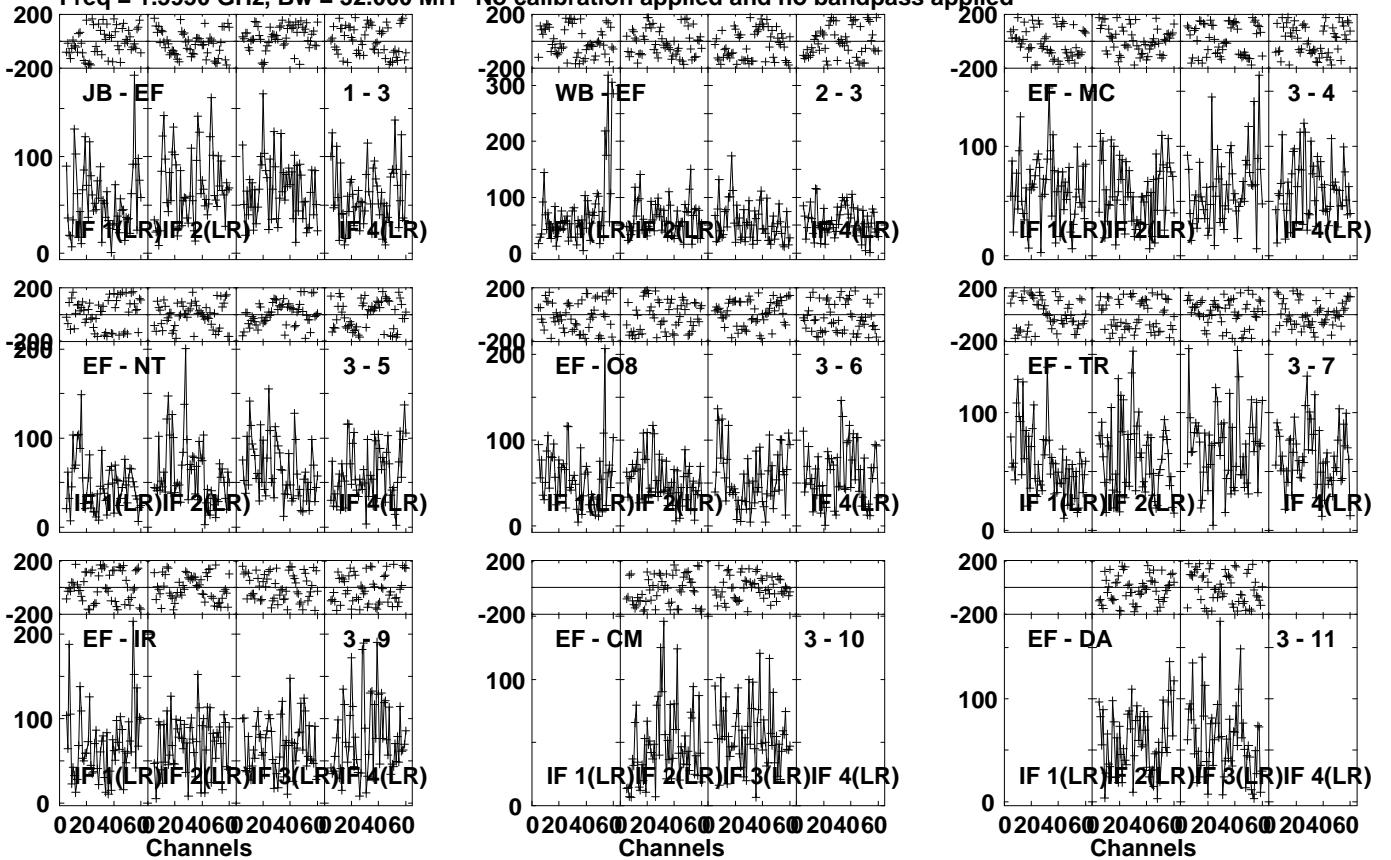 Freq = 1.5950 GHz, Bw = 32.000 MH No calibration applied and no bandpass applied
200
-200
JB - EF 1 - 3
100
0
IF 1(LR) IF 2(LR) IF 4(LR)
200
-200
WB - EF 2 - 3
300
200
100
0
IF 1(LR) IF 2(LR) IF 4(LR)
200
-200
EF - MC 3 - 4
100
0
IF 1(LR) IF 2(LR) IF 4(LR)
200
-200
200
EF - NT 3 - 5
100
0
IF 1(LR) IF 2(LR) IF 4(LR)
200
-200
200
EF - O8 3 - 6
100
0
IF 1(LR) IF 2(LR) IF 4(LR)
200
-200
EF - TR 3 - 7
100
0
IF 1(LR) IF 2(LR) IF 4(LR)
200
-200
200
EF - IR 3 - 9
100
0
IF 1(LR) IF 2(LR) IF 3(LR) IF 4(LR)
0 20 40 60 0 20 40 60 0 20 40 60 0 20 40 60
Channels
200
-200
EF - CM 3 - 10
100
0
IF 1(LR) IF 2(LR) IF 3(LR) IF 4(LR)
0 20 40 60 0 20 40 60 0 20 40 60 0 20 40 60
Channels
200
-200
EF - DA 3 - 11
100
0
IF 1(LR) IF 2(LR) IF 3(LR) IF 4(LR)
0 20 40 60 0 20 40 60 0 20 40 60 0 20 40 60
Channels